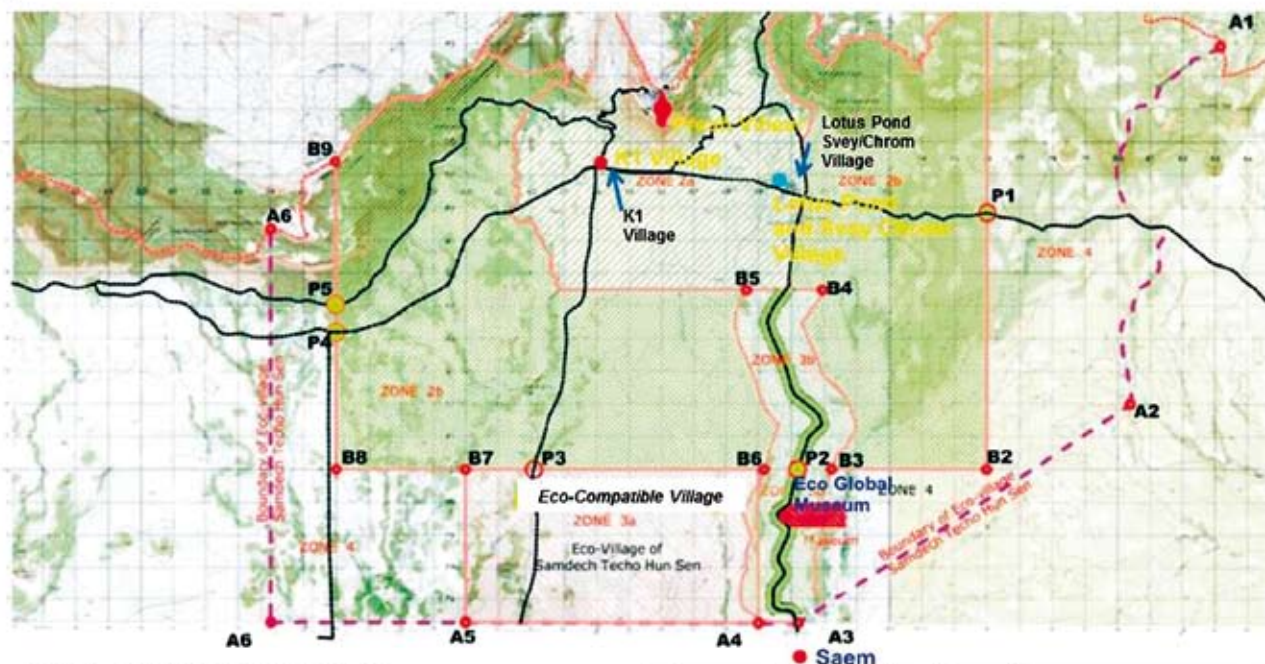 A1
B9
Lotus Pond
Svey/Chrom
Village
K1 Village
ZONE 2a
ZONE 2b
A6
K1
Village
P1
Lotus Pond
and Svay Chrom
Village
ZONE 4
P5
B5
B4
P4
ZONE 3b
ZONE 2b
A2
Boundary of Eco-village
Samdech Techo Hun Sen
B8
B7
P3
B6
P2
B3
B2
Eco-Compatible Village
Eco Global
Museum
ZONE 4
ZONE 3a
Museum
ZONE 4
Eco-Village of
Samdech Techo Hun Sen
Boundary of Eco-village
Samdech Techo Hun Sen
A6
A5
A4
A3
Saem